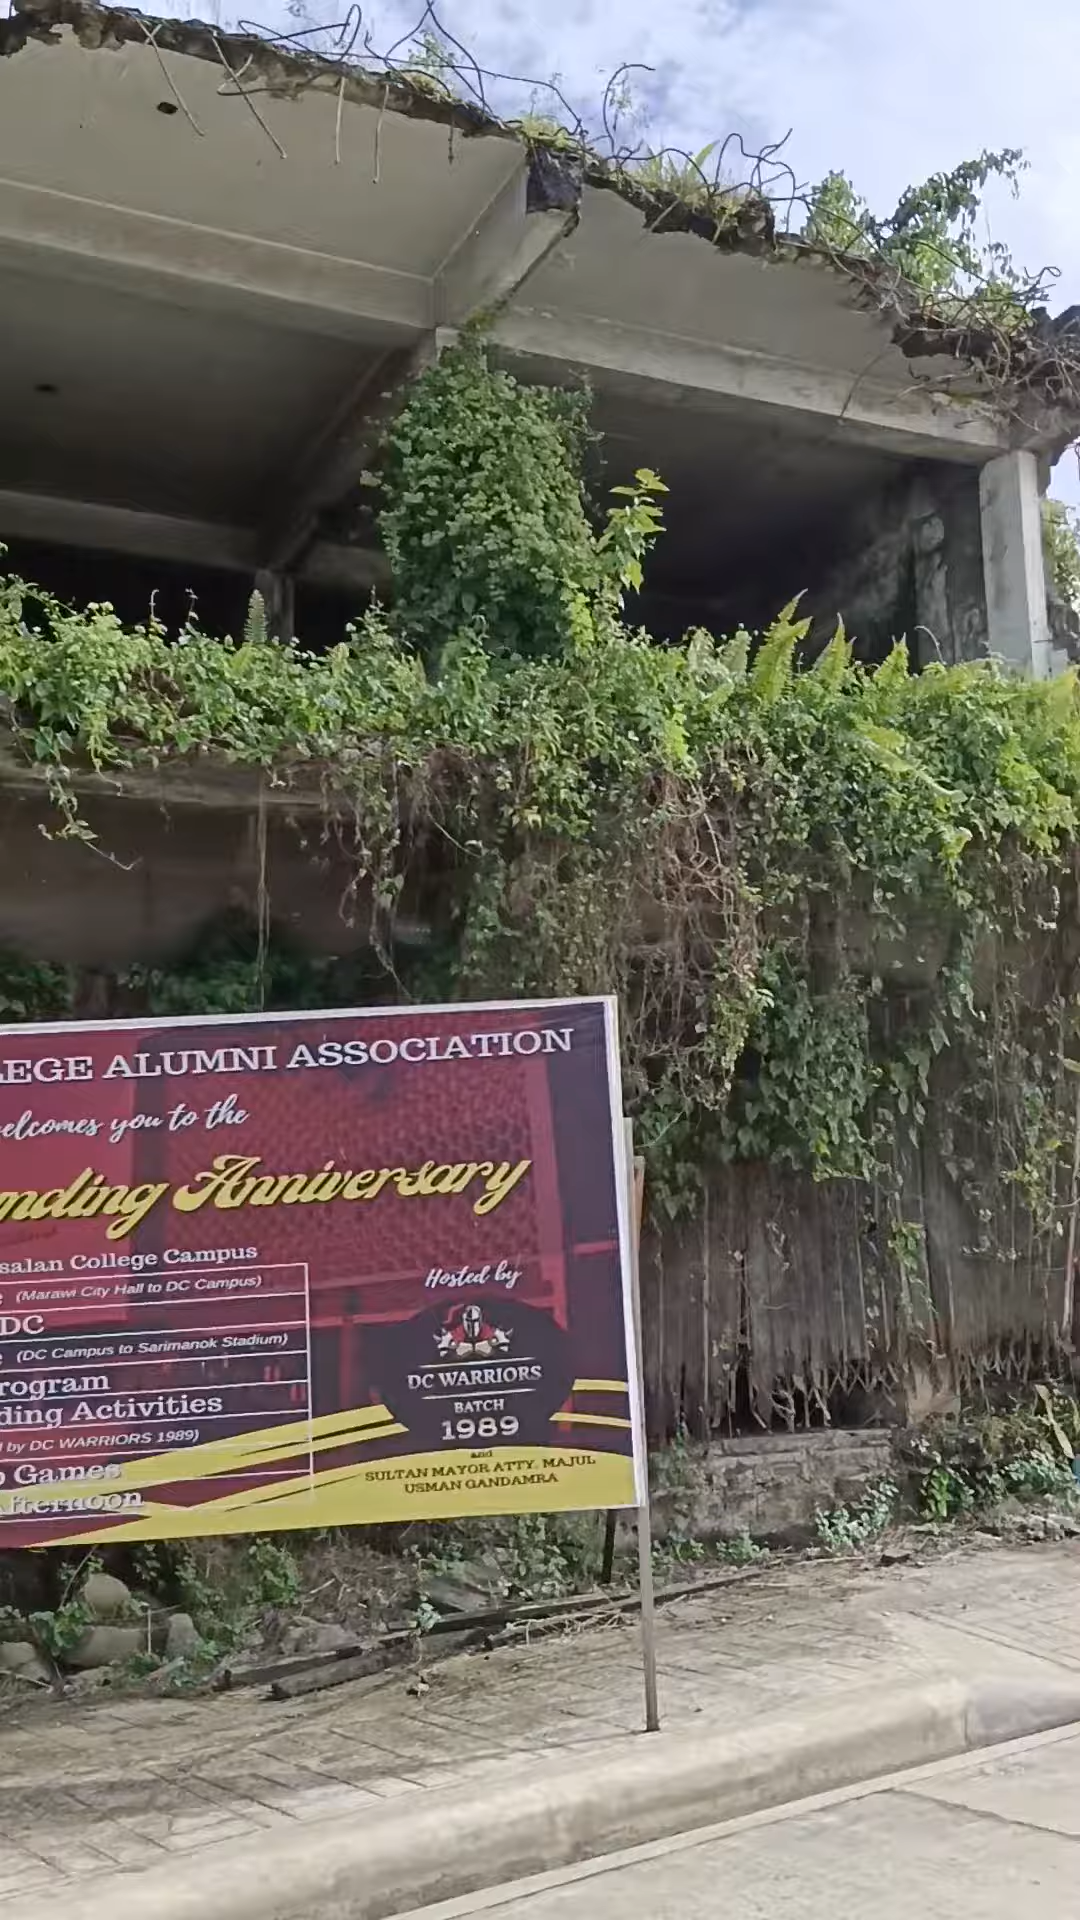 LEGE ALUMNI ASSOCIATION
elcomes you to the
nding Anniversary
salan College Campus
(Marawi City Hall to DC Campus)
DC
(DC Campus to Sarimanok Stadium)
rogram
ding Activities
d by DC WARRIORS 1989)
Games
Afternoon
Hosted by
DC WARRIORS
BATCH
1989
and
SULTAN MAYOR ATTY. MAJUL
USMAN GANDAMRA